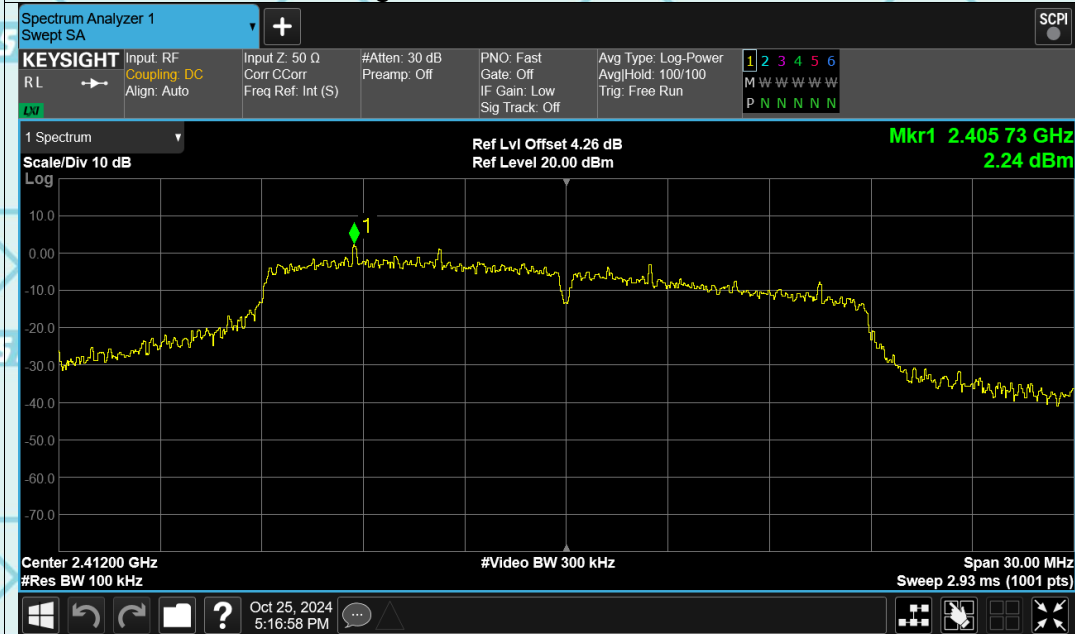 Spectrum Analyzer 1
Swept SA
+
SCPI
KEYSIGHT
R L
LXI
Input: RF
Coupling: DC
Align: Auto
Input Z: 50 Ω
Corr CCorr
Freq Ref: Int (S)
#Atten: 30 dB
Preamp: Off
PNO: Fast
Gate: Off
IF Gain: Low
Sig Track: Off
Avg Type: Log-Power
Avg|Hold: 100/100
Trig: Free Run
1 2 3 4 5 6
M W W W W W
P N N N N N
1 Spectrum
Scale/Div 10 dB
Log
Ref Lvl Offset 4.26 dB
Ref Level 20.00 dBm
Mkr1 2.405 73 GHz
2.24 dBm
1
10.0
0.00
-10.0
-20.0
-30.0
-40.0
-50.0
-60.0
-70.0
Center 2.41200 GHz
#Res BW 100 kHz
#Video BW 300 kHz
Span 30.00 MHz
Sweep 2.93 ms (1001 pts)
?
Oct 25, 2024
5:16:58 PM